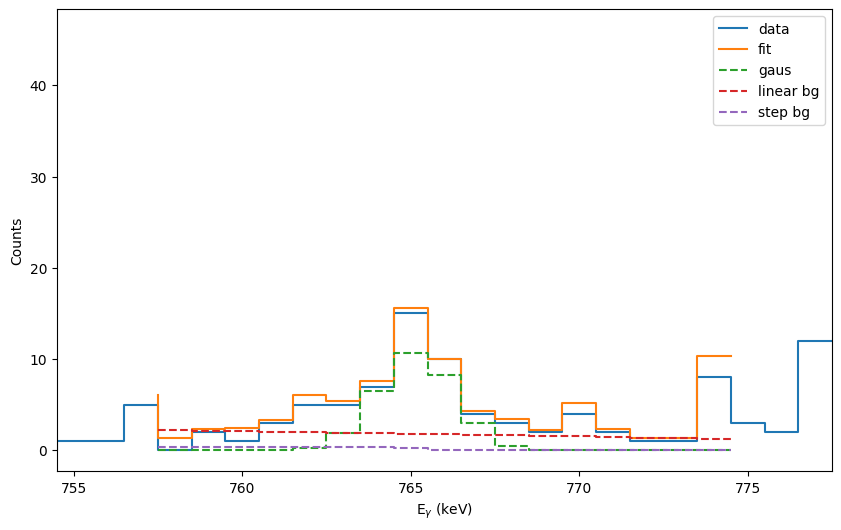 data
fit
gaus
linear bg
step bg
40
30
20
10
0
Counts
755
760
765
770
775
Eγ (keV)